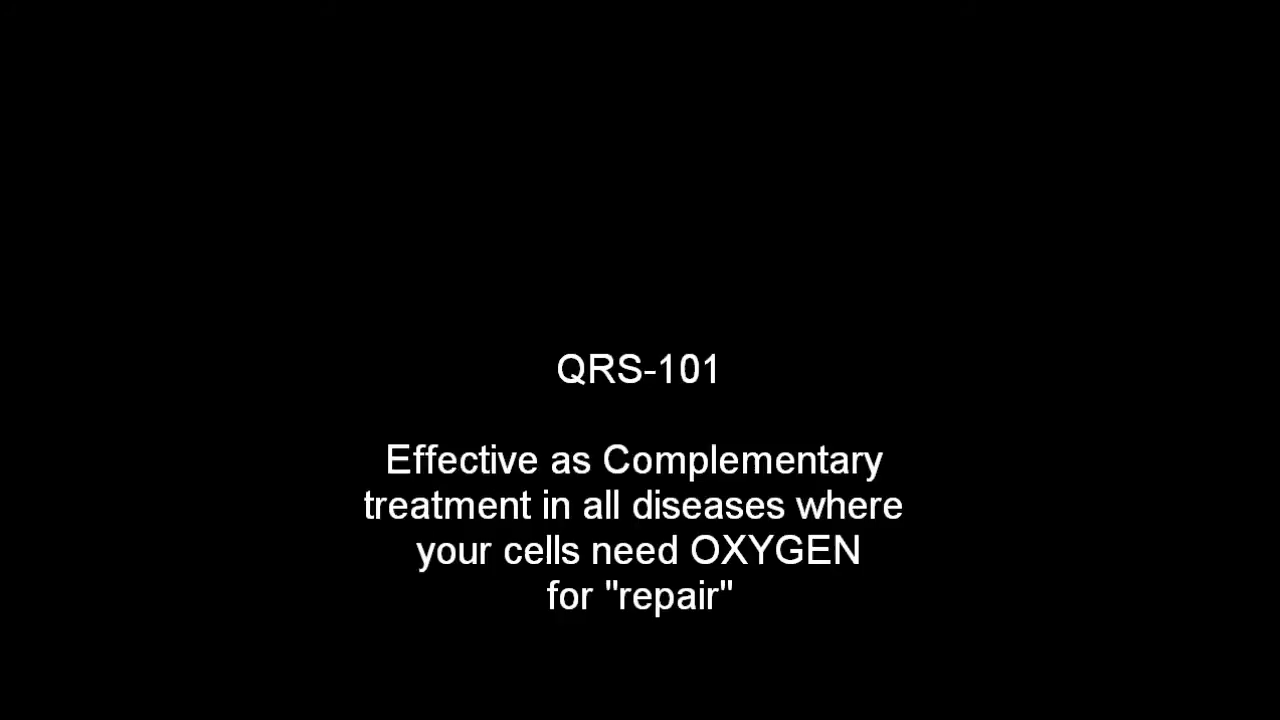 QRS-101
Effective as Complementary
treatment in all diseases where
your cells need OXYGEN
for "repair"